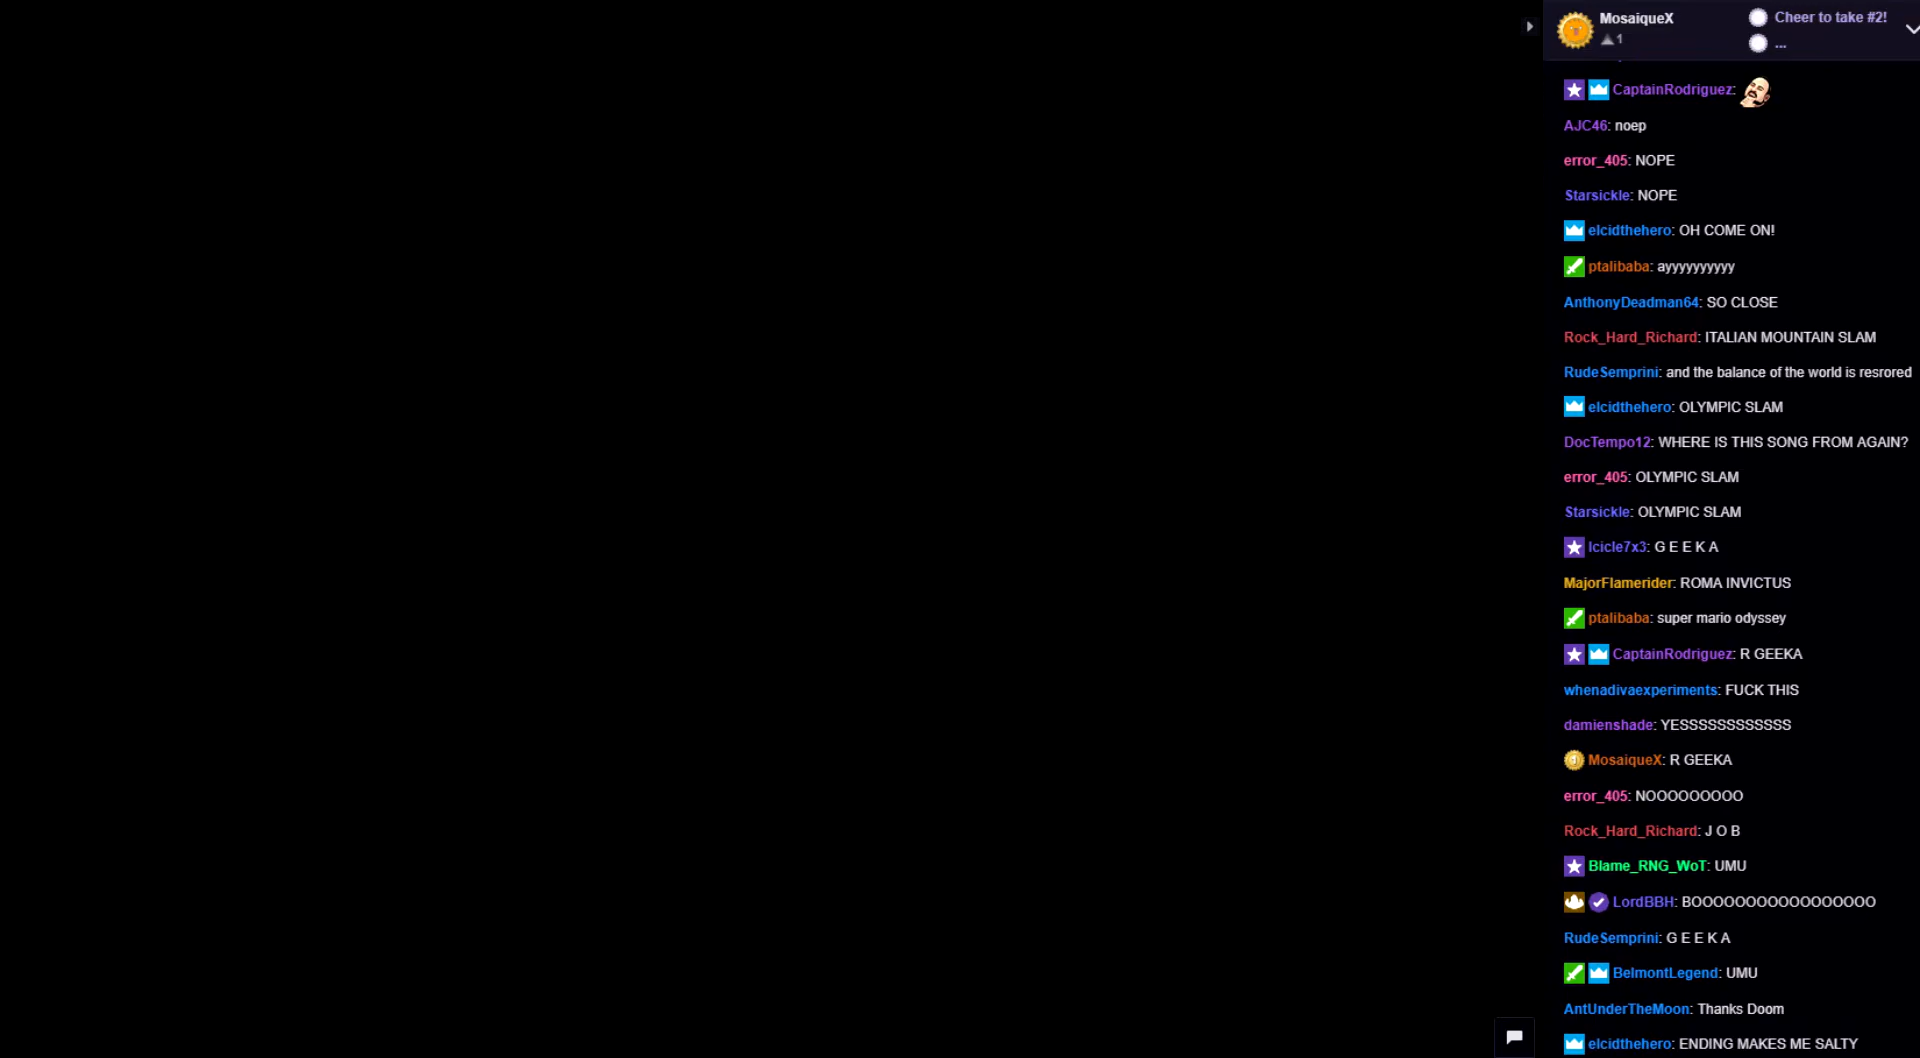 MosaiqueX
1
Cheer to take #2!
...
CaptainRodriguez:
AJC46: noep
error_405: NOPE
Starsickle: NOPE
elcidthehero: OH COME ON!
ptalibaba: ayyyyyyyyyy
AnthonyDeadman64: SO CLOSE
Rock_Hard_Richard: ITALIAN MOUNTAIN SLAM
RudeSemprini: and the balance of the world is resrored
elcidthehero: OLYMPIC SLAM
DocTempo12: WHERE IS THIS SONG FROM AGAIN?
error_405: OLYMPIC SLAM
Starsickle: OLYMPIC SLAM
Icicle7x3: G E E K A
MajorFlamerider: ROMA INVICTUS
ptalibaba: super mario odyssey
CaptainRodriguez: R GEEKA
whenadivaexperiments: FUCK THIS
damienshade: YESSSSSSSSSSSS
MosaiqueX: R GEEKA
error_405: NOOOOOOOOO
Rock_Hard_Richard: J O B
Blame_RNG_WoT: UMU
LordBBH: BOOOOOOOOOOOOOOOOO
RudeSemprini: G E E K A
BelmontLegend: UMU
AntUnderTheMoon: Thanks Doom
elcidthehero: ENDING MAKES ME SALTY